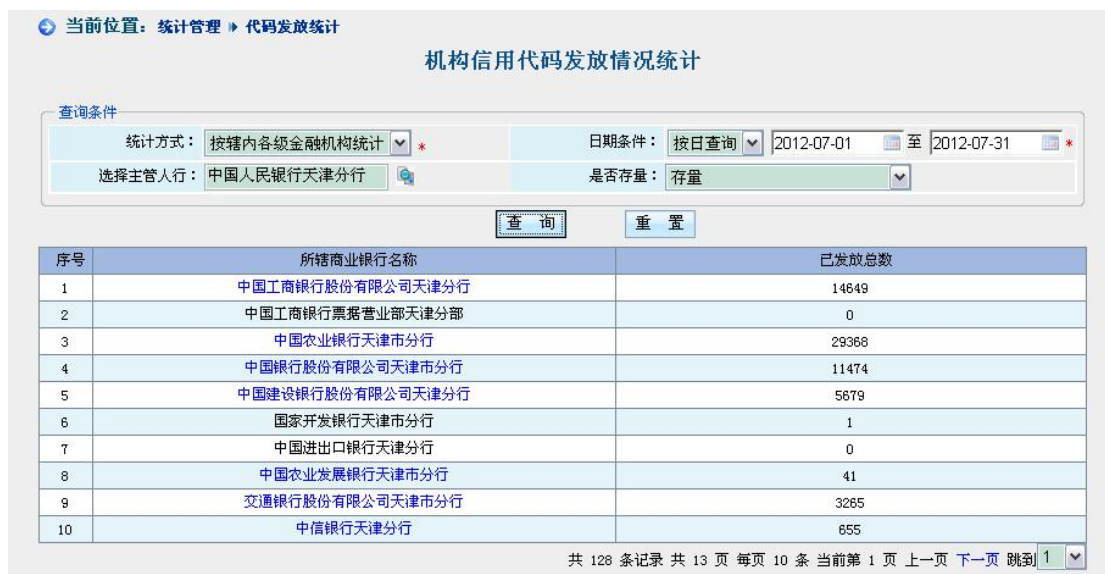 当前位置：统计管理 代码发放统计
机构信用代码发放情况统计
查询条件
统计方式： 按辖内各级金融机构统计 * 日期条件： 按日查询 2012-07-01 至 2012-07-31 *
选择主管人行： 中国人民银行天津分行 是否存量： 存量
查 询 重 置
序号 所辖商业银行名称 已发放总数
1 中国工商银行股份有限公司天津分行 14649
2 中国工商银行票据营业部天津分部 0
3 中国农业银行天津市分行 29368
4 中国银行股份有限公司天津市分行 11474
5 中国建设银行股份有限公司天津分行 5679
6 国家开发银行天津市分行 1
7 中国进出口银行天津分行 0
8 中国农业发展银行天津市分行 41
9 交通银行股份有限公司天津市分行 3265
10 中信银行天津分行 655
共 128 条记录 共 13 页 每页 10 条 当前第 1 页 上一页 下一页 跳到 1